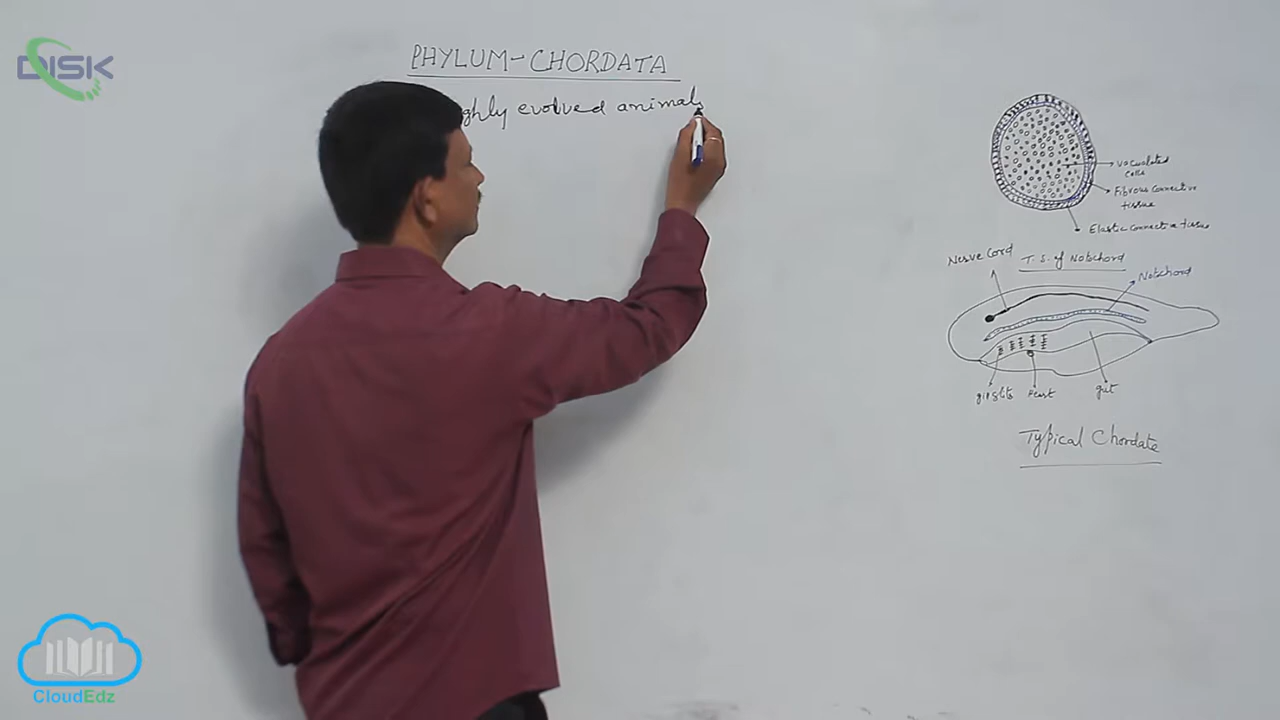 DISK
PHYLUM-CHORDATA
ghly evolved animals
vacuolated
cells
Fibrous connective
tissue
Elastic connective tissue
T.S. of Notochord
Nerve Cord
Notochord
gill slits Heart gut
Typical Chordate
CloudEdz